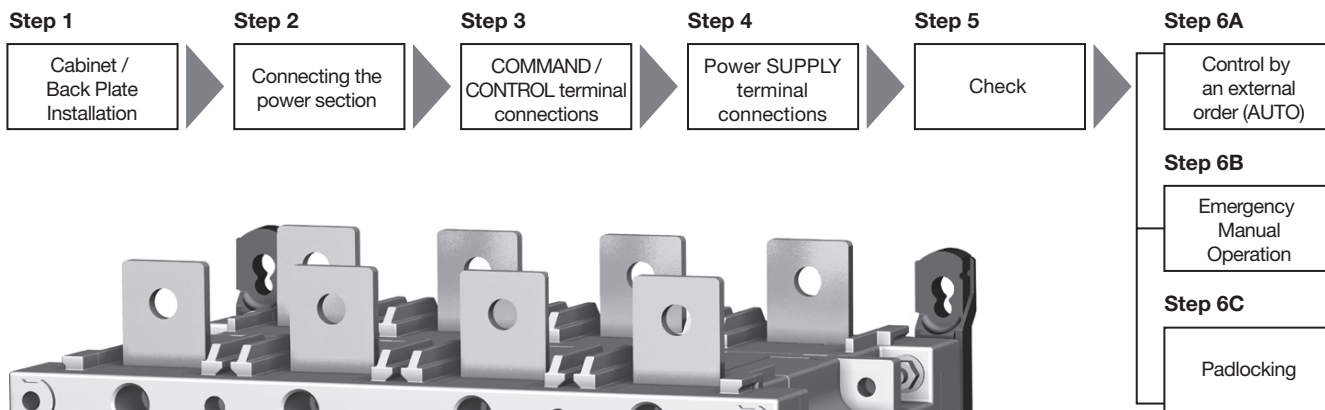 Step 1
Cabinet /
Back Plate
Installation
Step 2
Connecting the
power section
Step 3
COMMAND /
CONTROL terminal
connections
Step 4
Power SUPPLY
terminal
connections
Step 5
Check
Step 6A
Control by
an external
order (AUTO)
Step 6B
Emergency
Manual
Operation
Step 6C
Padlocking